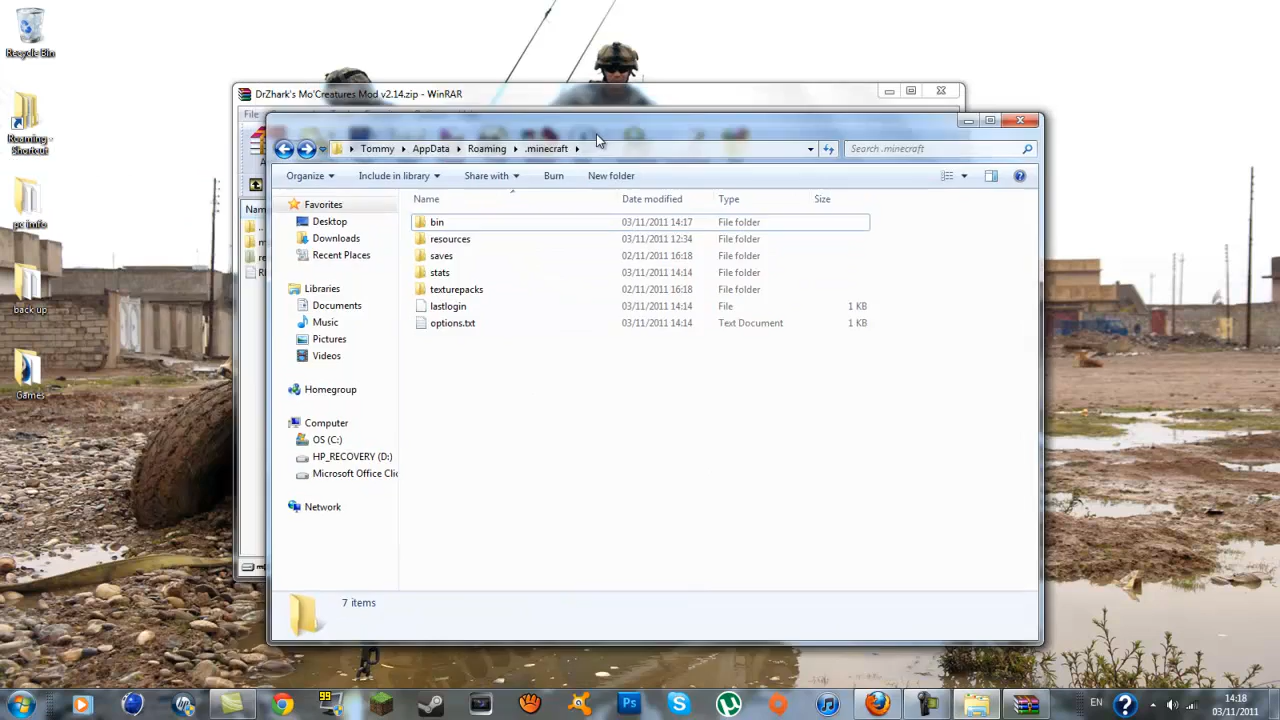 Recycle Bin
Roaming -
Shortcut
pc imfo
back up
Games
DrZhark's Mo'Creatures Mod v2.14.zip - WinRAR
File
Nam
Tommy AppData Roaming .minecraft
Search .minecraft
Organize Include in library Share with Burn New folder
Name Date modified Type Size
Favorites
Desktop
Downloads
Recent Places
Libraries
Documents
Music
Pictures
Videos
Homegroup
Computer
OS (C:)
HP_RECOVERY (D:)
Microsoft Office Clic
Network
bin 03/11/2011 14:17 File folder
resources 03/11/2011 12:34 File folder
saves 02/11/2011 16:18 File folder
stats 03/11/2011 14:14 File folder
texturepacks 02/11/2011 16:18 File folder
lastlogin 03/11/2011 14:14 File 1 KB
options.txt 03/11/2011 14:14 Text Document 1 KB
7 items
99
EN
14:18
03/11/2011